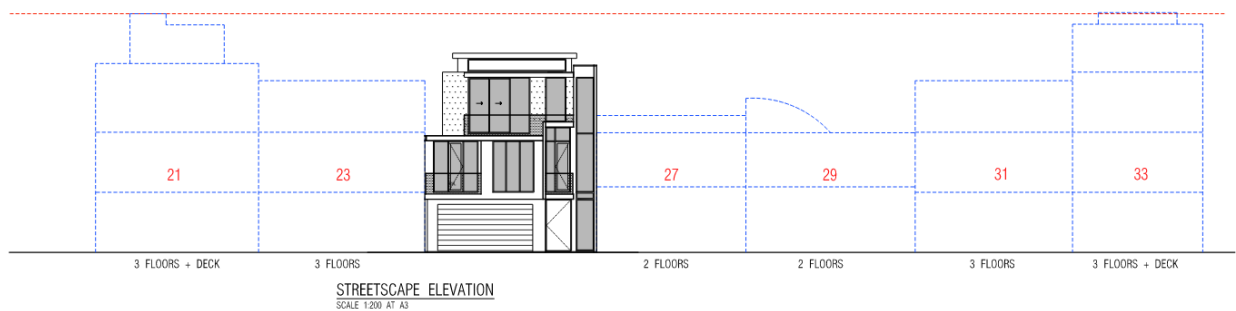 21
23
27
29
31
33
3 FLOORS + DECK
3 FLOORS
2 FLOORS
2 FLOORS
3 FLOORS
3 FLOORS + DECK
STREETSCAPE ELEVATION
SCALE 1:200 AT A3